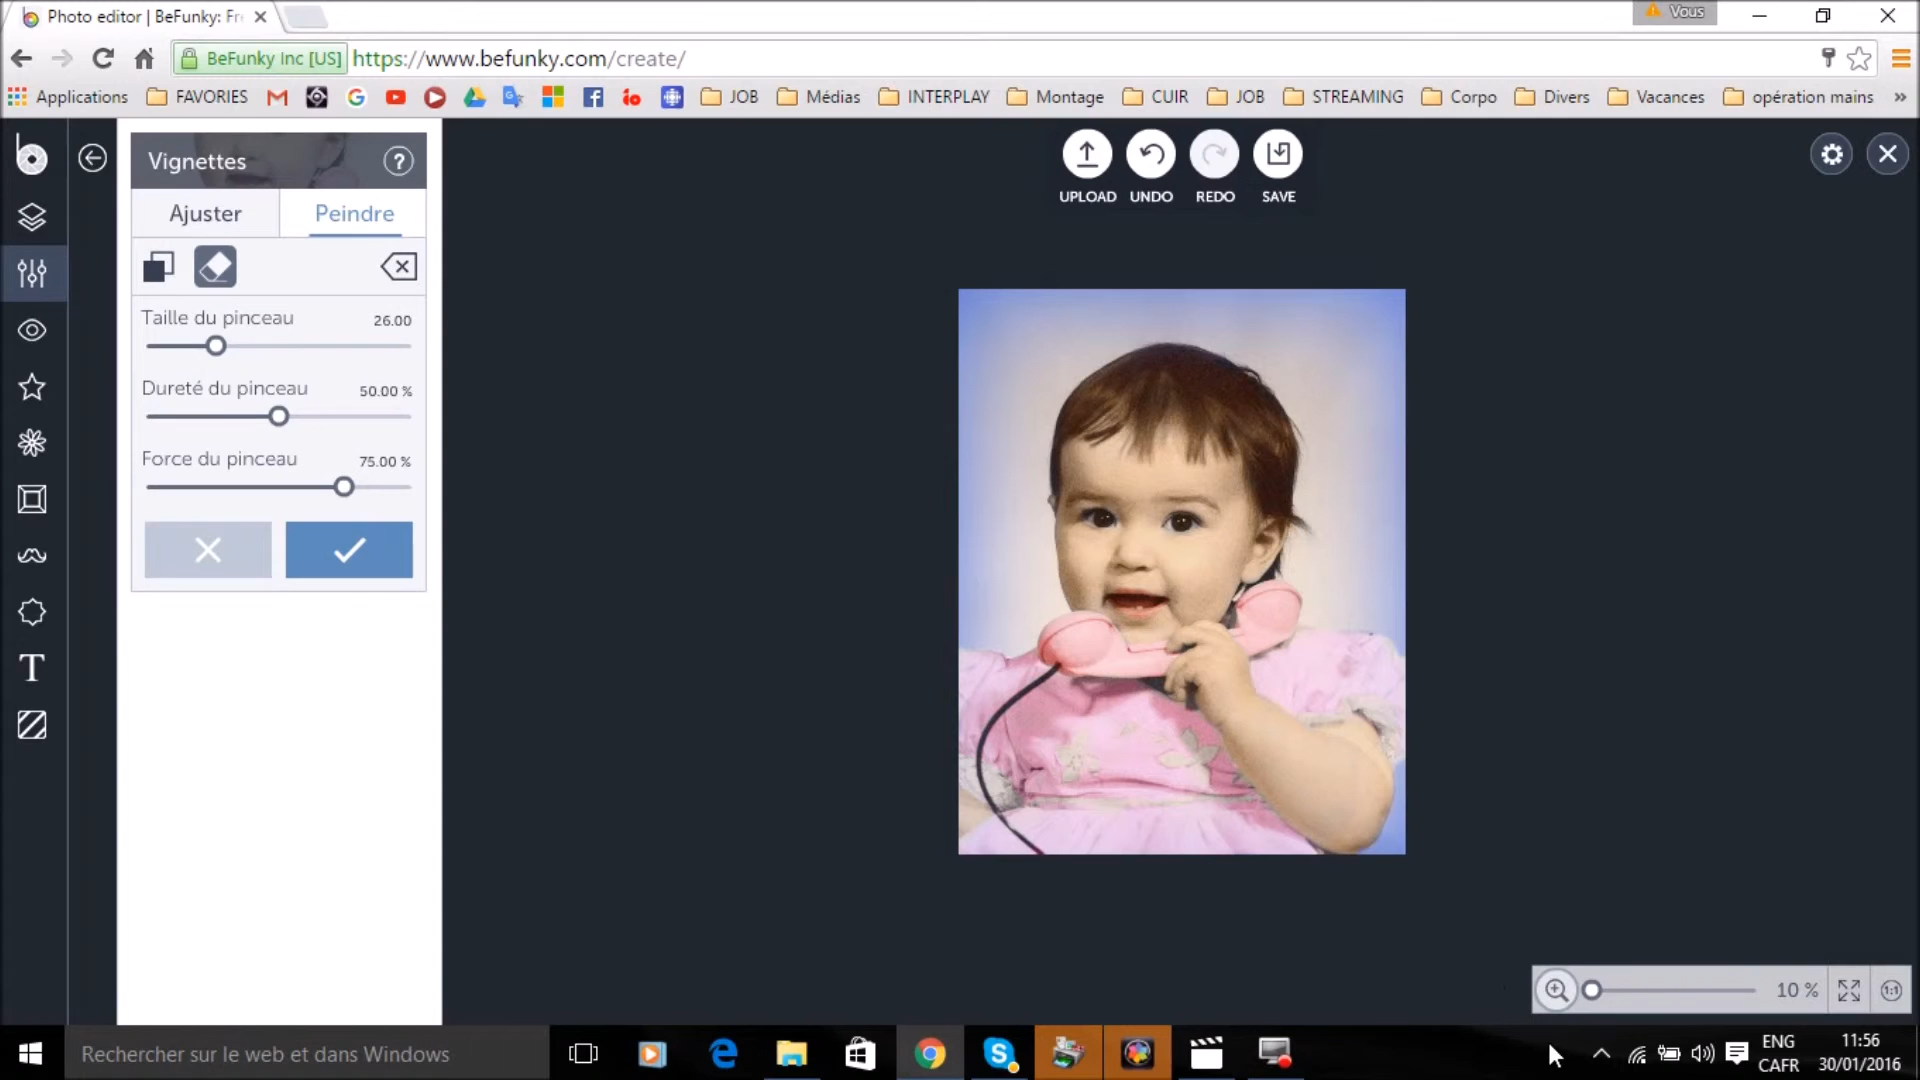 Photo editor | BeFunky: Fr
Vous
BeFunky Inc [US] https://www.befunky.com/create/
Applications FAVORIES JOB Médias INTERPLAY Montage CUIR JOB STREAMING Corpo Divers Vacances opération mains »
Vignettes ?
UPLOAD UNDO REDO SAVE
Ajuster Peindre
Taille du pinceau 26.00
Dureté du pinceau 50.00 %
Force du pinceau 75.00 %
T
10 % 1:1
Rechercher sur le web et dans Windows
ENG 11:56
CAFR 30/01/2016